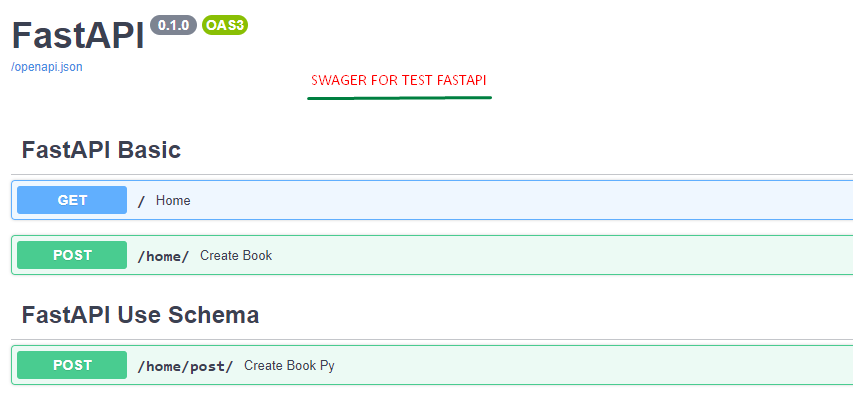 FastAPI 0.1.0 OAS3
/openapi.json
SWAGER FOR TEST FASTAPI
FastAPI Basic
GET / Home
POST /home/ Create Book
FastAPI Use Schema
POST /home/post/ Create Book Py